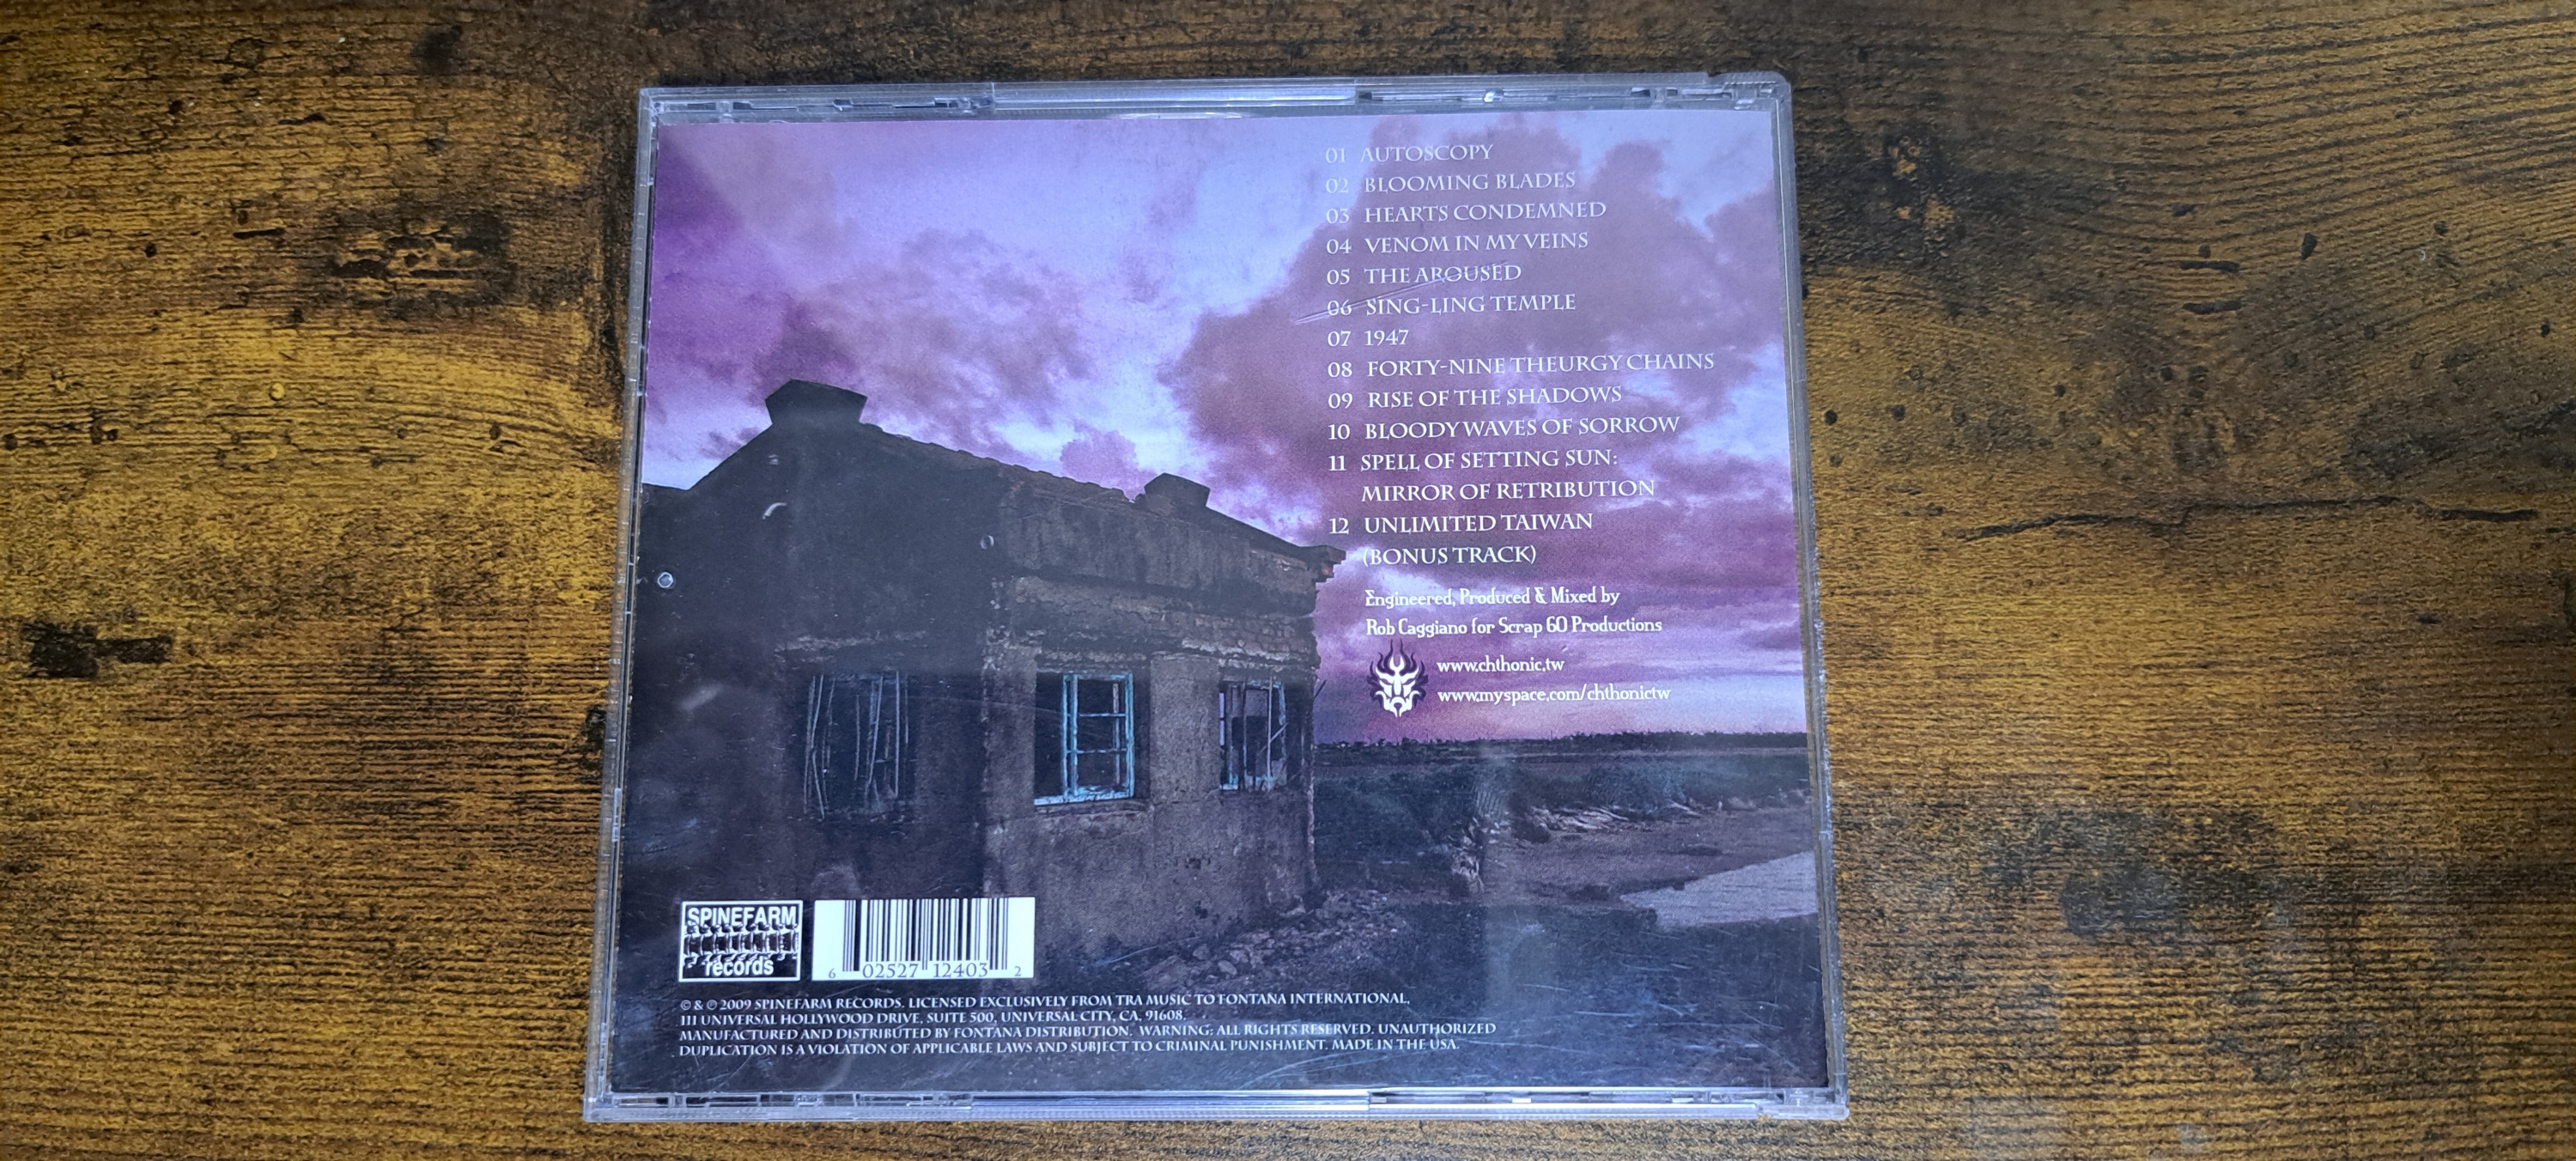 01 AUTOSCOPY
02 BLOOMING BLADES
03 HEARTS CONDEMNED
04 VENOM IN MY VEINS
05 THE AROUSED
06 SING-LING TEMPLE
07 1947
08 FORTY-NINE THEURGY CHAINS
09 RISE OF THE SHADOWS
10 BLOODY WAVES OF SORROW
11 SPELL OF SETTING SUN:
MIRROR OF RETRIBUTION
12 UNLIMITED TAIWAN
(BONUS TRACK)
Engineered, Produced & Mixed by
Rob Caggiano for Scrap 60 Productions
www.chthonic.tw
www.myspace.com/chthonictw
SPINEFARM
records
6 02527 12403 2
© & ℗ 2009 SPINEFARM RECORDS. LICENSED EXCLUSIVELY FROM TRA MUSIC TO FONTANA INTERNATIONAL,
111 UNIVERSAL HOLLYWOOD DRIVE, SUITE 500, UNIVERSAL CITY, CA, 91608.
MANUFACTURED AND DISTRIBUTED BY FONTANA DISTRIBUTION. WARNING: ALL RIGHTS RESERVED. UNAUTHORIZED
DUPLICATION IS A VIOLATION OF APPLICABLE LAWS AND SUBJECT TO CRIMINAL PUNISHMENT. MADE IN THE USA.